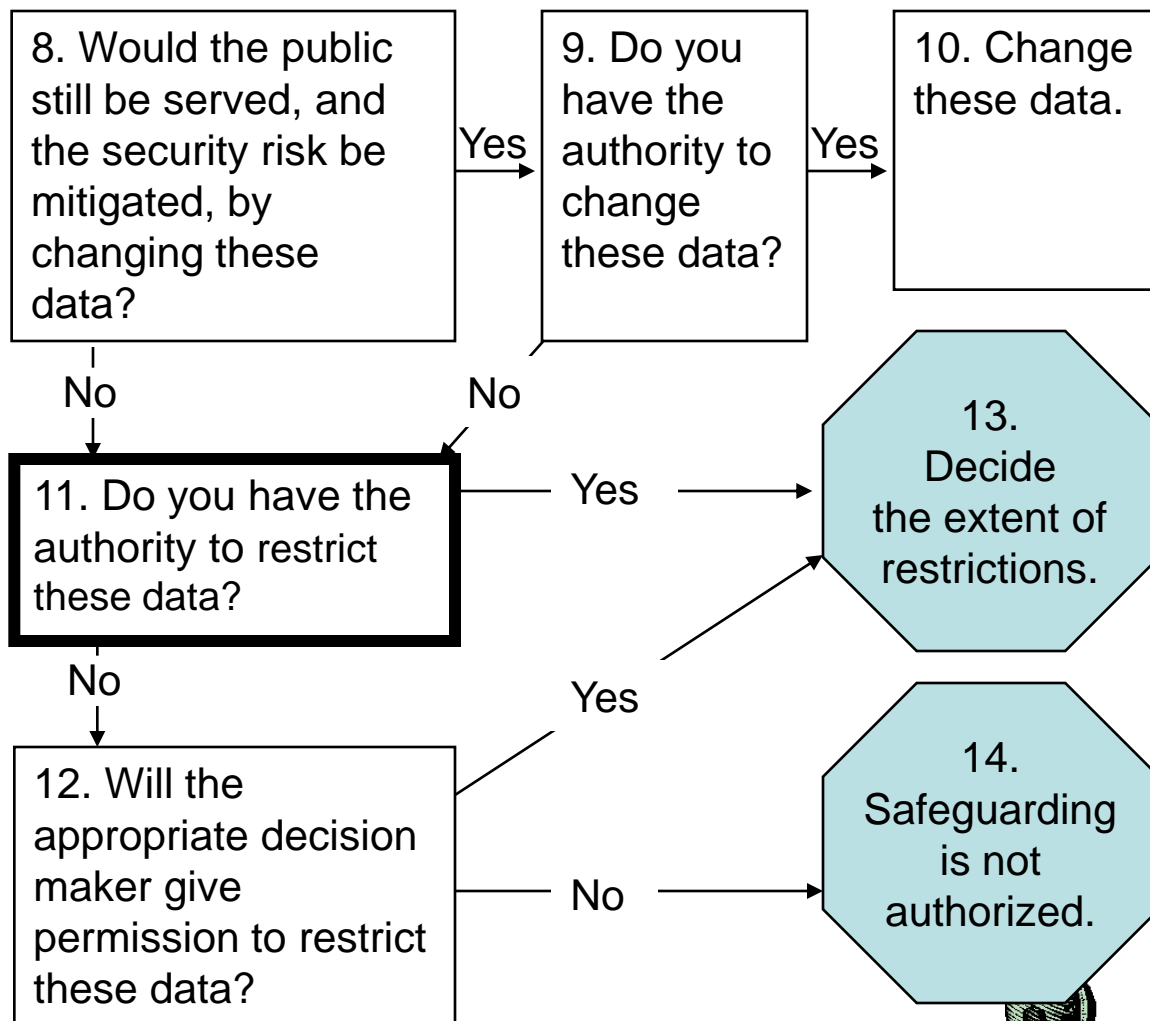 8. Would the public
still be served, and
the security risk be
mitigated, by
changing these
data?
Yes
9. Do you
have the
authority to
change
these data?
Yes
10. Change
these data.
No
No
11. Do you have the
authority to restrict
these data?
Yes
13.
Decide
the extent of
restrictions.
No
Yes
12. Will the
appropriate decision
maker give
permission to restrict
these data?
No
14.
Safeguarding
is not
authorized.